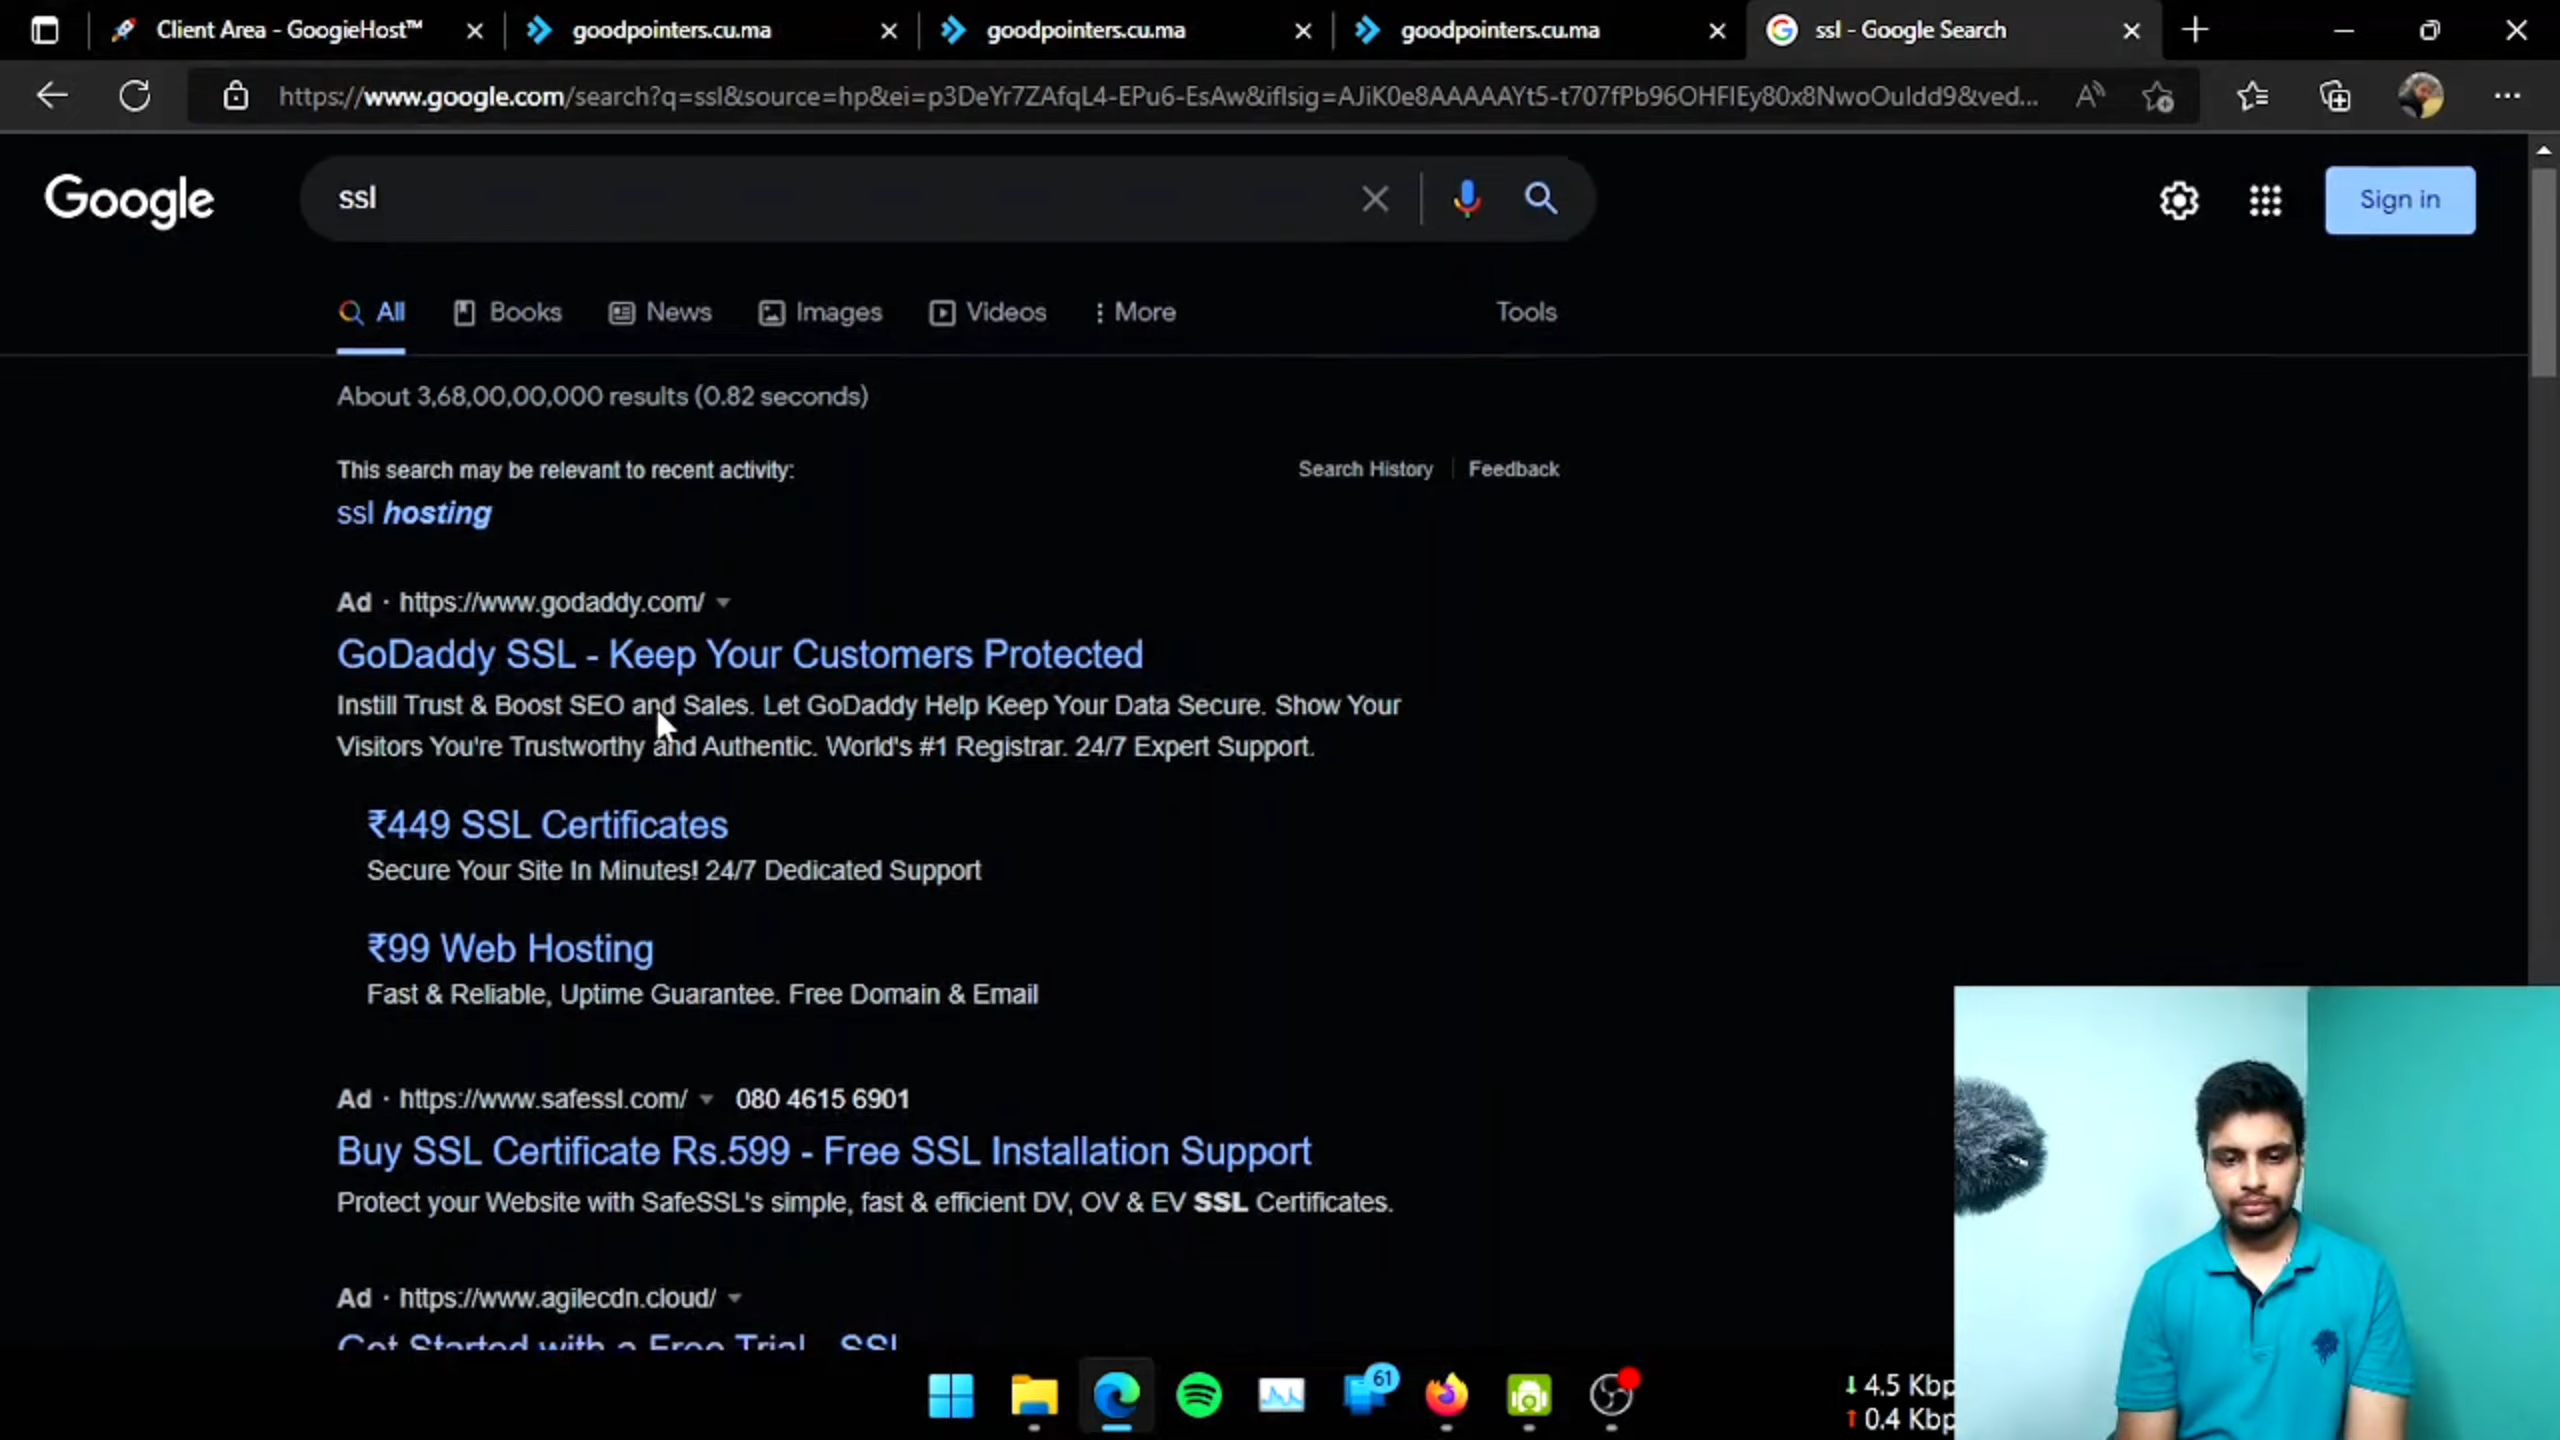 Client Area - GoogieHost™
goodpointers.cu.ma
goodpointers.cu.ma
goodpointers.cu.ma
ssl - Google Search
https://www.google.com/search?q=ssl&source=hp&ei=p3DeYr7ZAfqL4-EPu6-EsAw&iflsig=AJiK0e8AAAAAYt5-t707fPb96OHFIEy80x8NwoOuldd9&ved...
Google
ssl
Sign in
All
Books
News
Images
Videos
More
Tools
About 3,68,00,00,000 results (0.82 seconds)
This search may be relevant to recent activity:
Search History
Feedback
ssl hosting
Ad · https://www.godaddy.com/
GoDaddy SSL - Keep Your Customers Protected
Instill Trust & Boost SEO and Sales. Let GoDaddy Help Keep Your Data Secure. Show Your
Visitors You're Trustworthy and Authentic. World's #1 Registrar. 24/7 Expert Support.
₹449 SSL Certificates
Secure Your Site In Minutes! 24/7 Dedicated Support
₹99 Web Hosting
Fast & Reliable, Uptime Guarantee. Free Domain & Email
Ad · https://www.safessl.com/ 080 4615 6901
Buy SSL Certificate Rs.599 - Free SSL Installation Support
Protect your Website with SafeSSL's simple, fast & efficient DV, OV & EV SSL Certificates.
Ad · https://www.agilecdn.cloud/
Get Started with a Free Trial - SSL
61
↓ 4.5 Kbp
↑ 0.4 Kbp